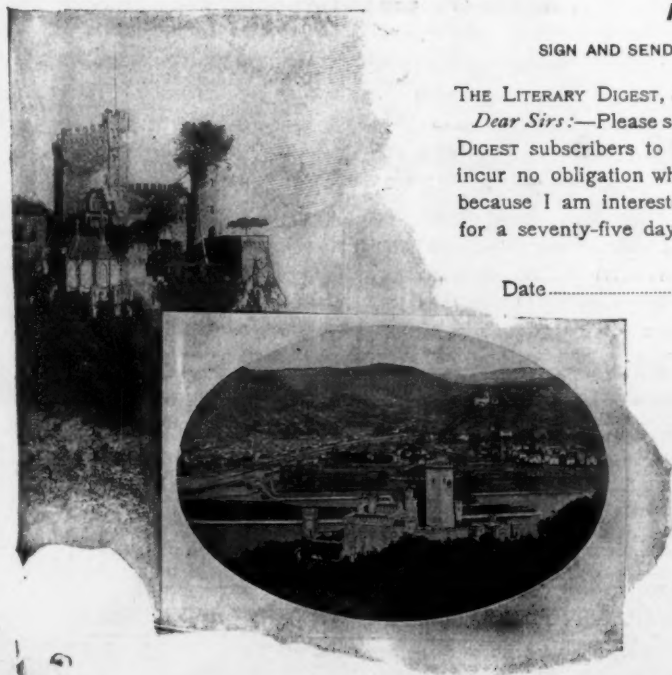 SIGN AND SEND
THE LITERARY DIGEST,
Dear Sirs:—Please s
DIGEST subscribers to
incur no obligation wh
because I am interest
for a seventy-five day
Date